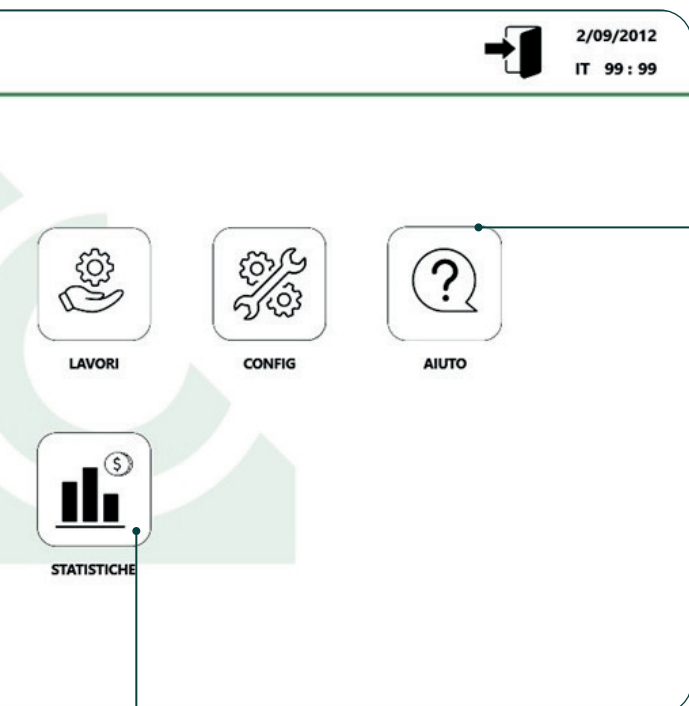 2/09/2012
IT 99 : 99
LAVORI
CONFIG
AIUTO
?
$
STATISTICHE